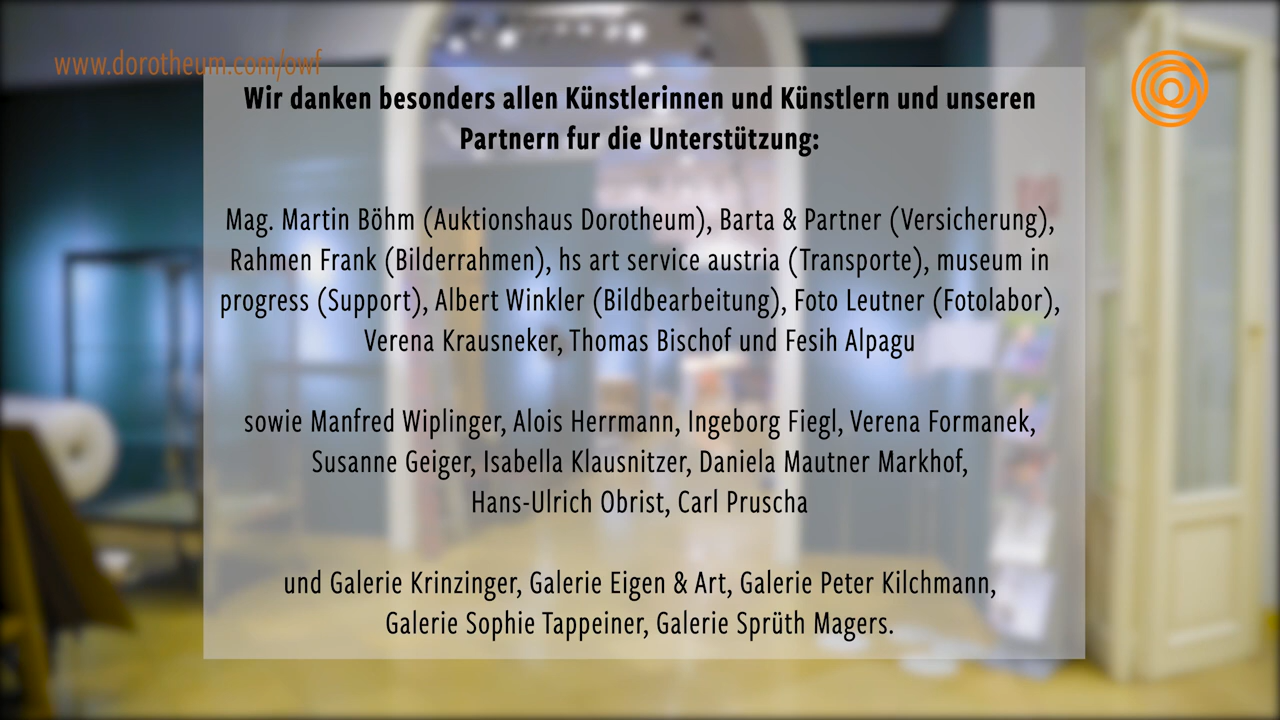 www.dorotheum.com/owf
Wir danken besonders allen Künstlerinnen und Künstlern und unseren
Partnern fur die Unterstützung:
Mag. Martin Böhm (Auktionshaus Dorotheum), Barta & Partner (Versicherung),
Rahmen Frank (Bilderrahmen), hs art service austria (Transporte), museum in
progress (Support), Albert Winkler (Bildbearbeitung), Foto Leutner (Fotolabor),
Verena Krausneker, Thomas Bischof und Fesih Alpagu
sowie Manfred Wiplinger, Alois Herrmann, Ingeborg Fiegl, Verena Formanek,
Susanne Geiger, Isabella Klausnitzer, Daniela Mautner Markhof,
Hans-Ulrich Obrist, Carl Pruscha
und Galerie Krinzinger, Galerie Eigen & Art, Galerie Peter Kilchmann,
Galerie Sophie Tappeiner, Galerie Sprüth Magers.